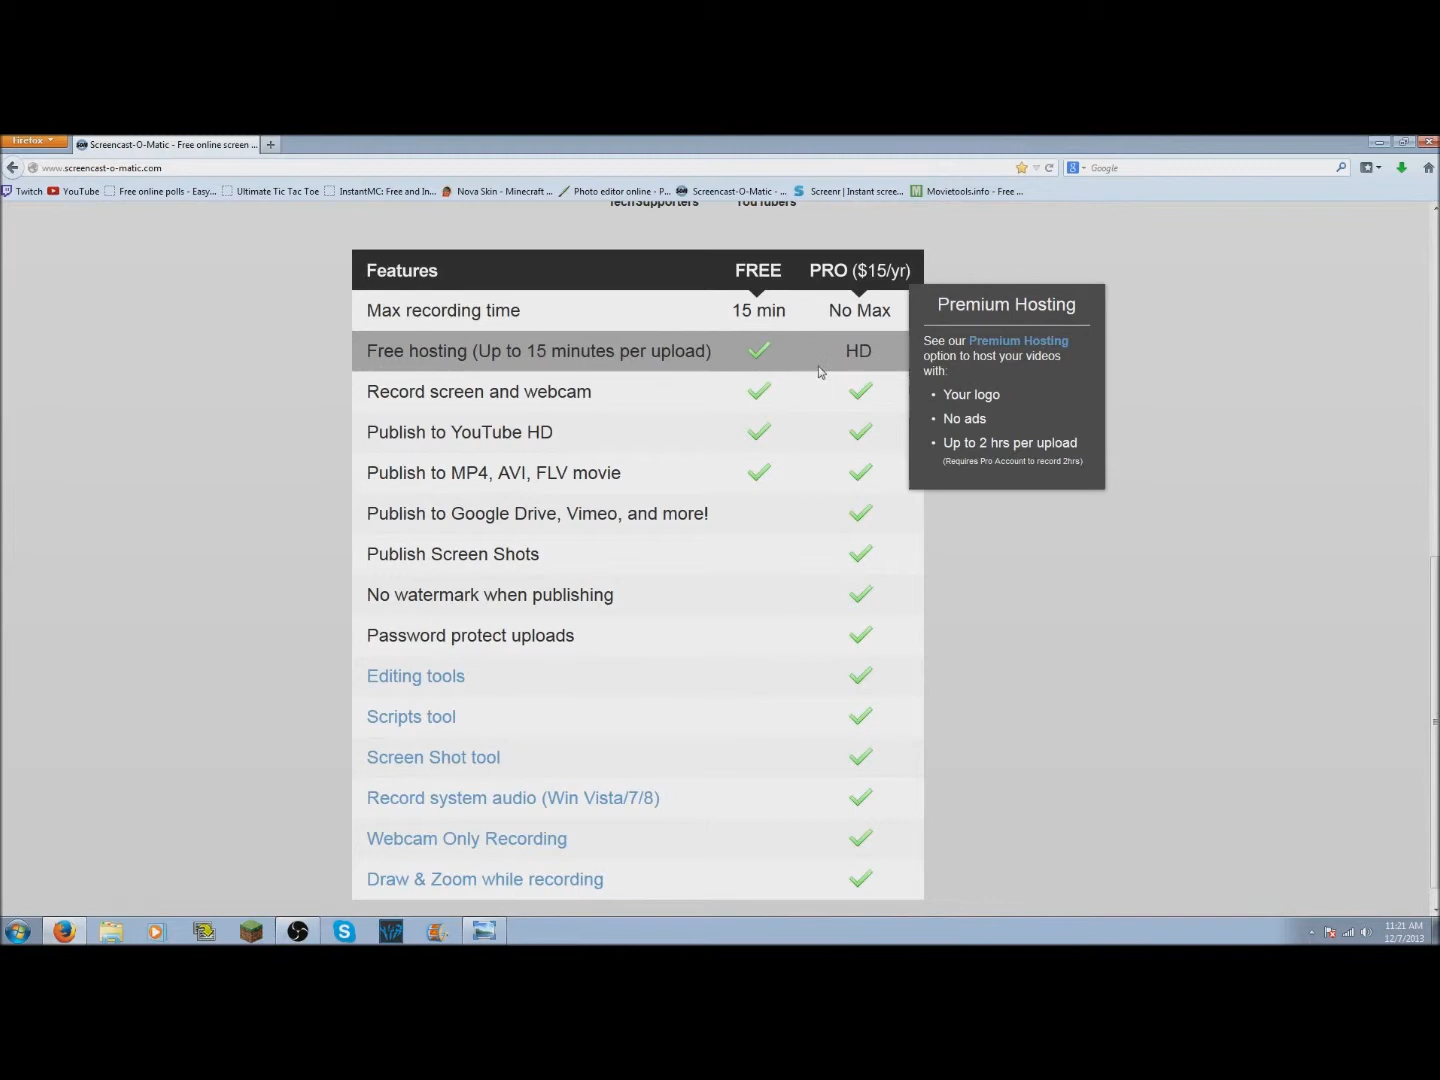 Firefox
Screencast-O-Matic - Free online screen ...
www.screencast-o-matic.com
Google
Twitch YouTube Free online polls - Easy... Ultimate Tic Tac Toe InstantMC: Free and In... Nova Skin - Minecraft ... Photo editor online - P... Screencast-O-Matic - ... Screenr | Instant scree... Movietools.info - Free ...
TechSupporters YouTubers
Features FREE PRO ($15/yr)
Max recording time 15 min No Max
Free hosting (Up to 15 minutes per upload) HD
Record screen and webcam
Publish to YouTube HD
Publish to MP4, AVI, FLV movie
Publish to Google Drive, Vimeo, and more!
Publish Screen Shots
No watermark when publishing
Password protect uploads
Editing tools
Scripts tool
Screen Shot tool
Record system audio (Win Vista/7/8)
Webcam Only Recording
Draw & Zoom while recording
Premium Hosting
See our Premium Hosting
option to host your videos
with:
• Your logo
• No ads
• Up to 2 hrs per upload
(Requires Pro Account to record 2hrs)
11:21 AM
12/7/2013